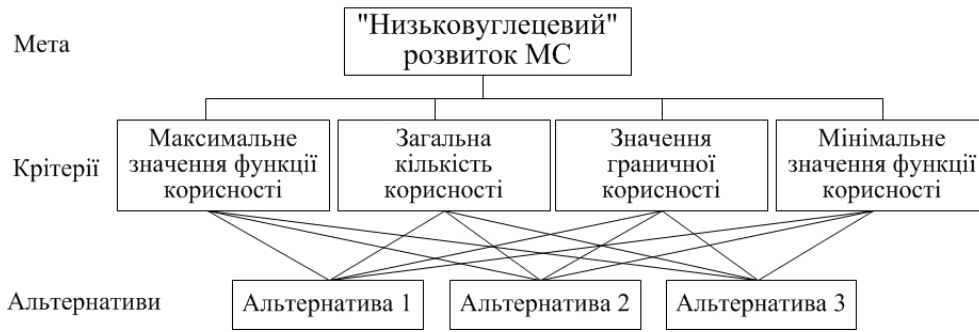 Мета
"Низьковуглецевий"
розвиток МС
Крітерії
Максимальне
значення функції
корисності
Загальна
кількість
корисності
Значення
граничної
корисності
Мінімальне
значення функції
корисності
Альтернативи
Альтернатива 1
Альтернатива 2
Альтернатива 3